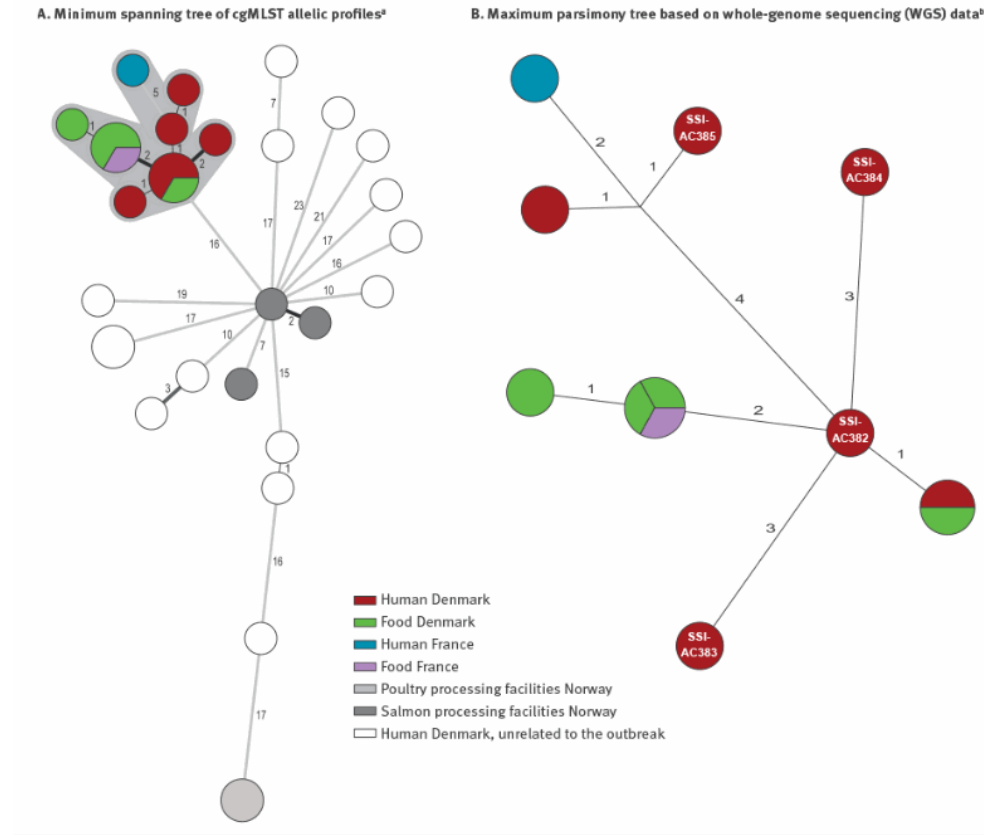 A. Minimum spanning tree of cgMLST allelic profilesª
B. Maximum parsimony tree based on whole-genome sequencing (WGS) dataᵇ
5
1
1
2
1
2
1
16
7
17
23
21
17
16
10
2
19
17
10
3
7
15
1
16
17
2
1
SSI-
AC385
1
SSI-
AC384
4
3
1
2
SSI-
AC382
1
3
SSI-
AC383
Human Denmark
Food Denmark
Human France
Food France
Poultry processing facilities Norway
Salmon processing facilities Norway
Human Denmark, unrelated to the outbreak